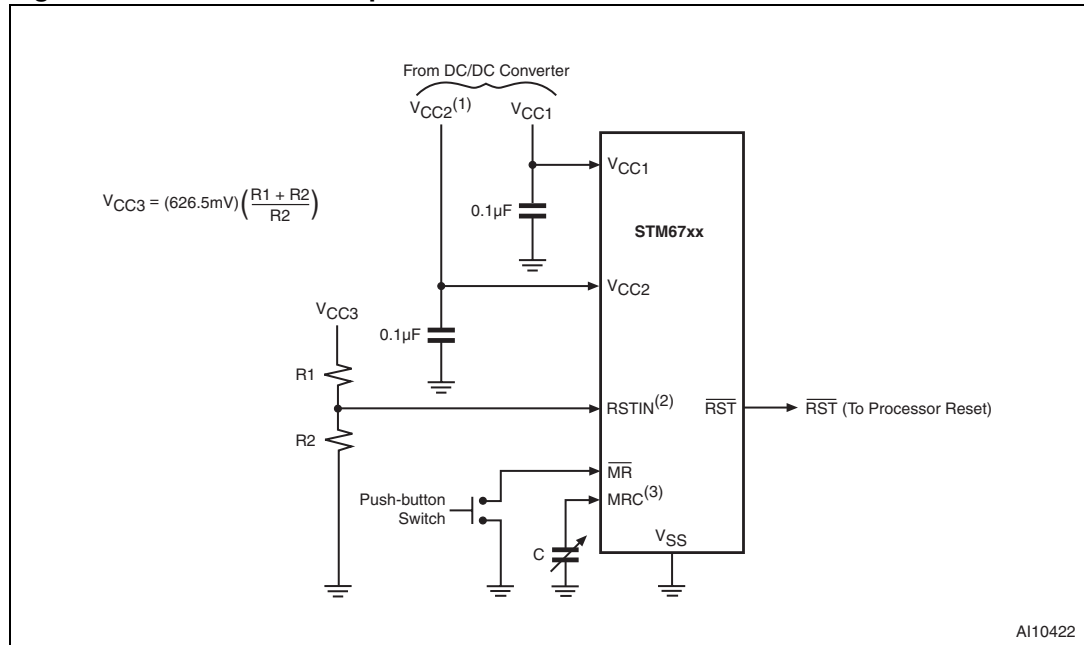 From DC/DC Converter
VCC2(1) VCC1
VCC1
VCC3 = (626.5mV)(R1 + R2 / R2)
0.1µF
STM67xx
VCC2
VCC3
0.1µF
R1
RSTIN(2) RST RST (To Processor Reset)
R2
MR
Push-button
Switch
MRC(3)
C
VSS
AI10422